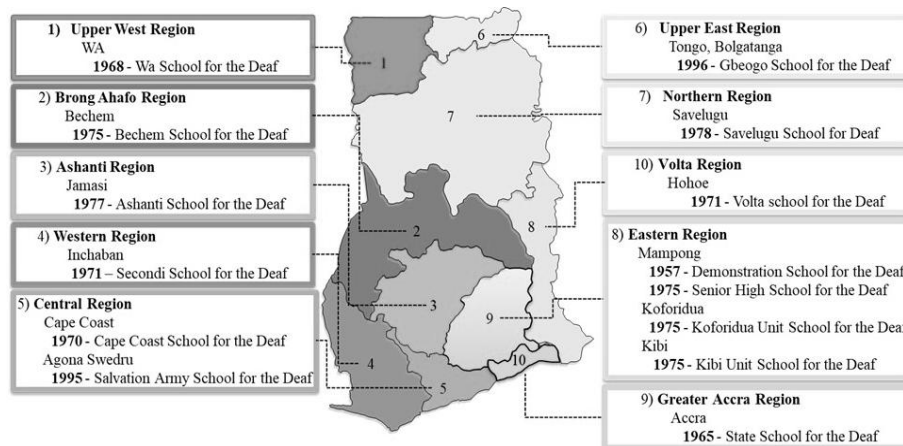 1) Upper West Region
WA
1968 - Wa School for the Deaf
2) Brong Ahafo Region
Bechem
1975 - Bechem School for the Deaf
3) Ashanti Region
Jamasi
1977 - Ashanti School for the Deaf
4) Western Region
Inchaban
1971 – Secondi School for the Deaf
5) Central Region
Cape Coast
1970 - Cape Coast School for the Deaf
Agona Swedru
1995 - Salvation Army School for the Deaf
6
1
7
2
8
3
9
4
10
5
6) Upper East Region
Tongo, Bolgatanga
1996 - Gbeogo School for the Deaf
7) Northern Region
Savelugu
1978 - Savelugu School for Deaf
10) Volta Region
Hohoe
1971 - Volta school for the Deaf
8) Eastern Region
Mampong
1957 - Demonstration School for the Deaf
1975 - Senior High School for the Deaf
Koforidua
1975 - Koforidua Unit School for the Deaf
Kibi
1975 - Kibi Unit School for the Deaf
9) Greater Accra Region
Accra
1965 - State School for the Deaf